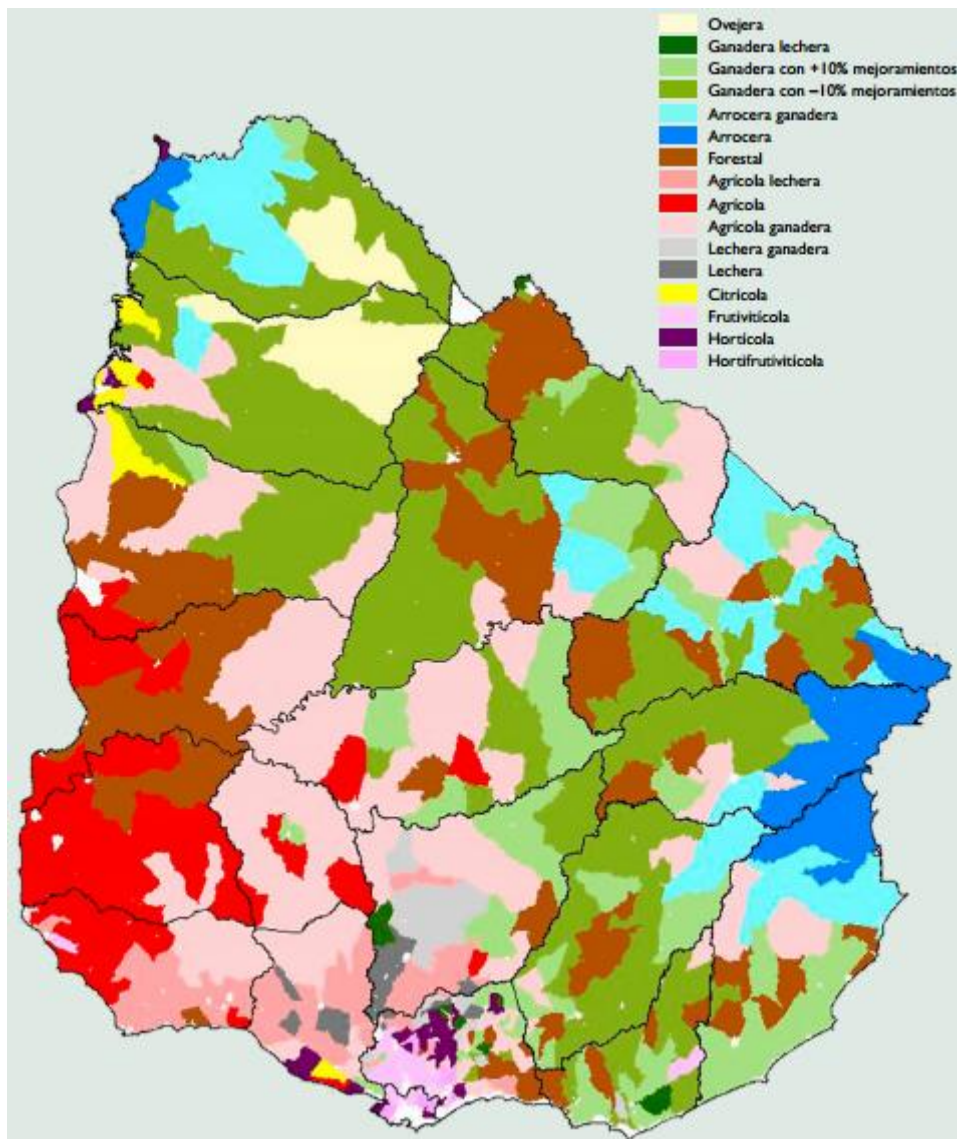 Ovejera
Ganadera lechera
Ganadera con +10% mejoramientos
Ganadera con –10% mejoramientos
Arrocera ganadera
Arrocera
Forestal
Agrícola lechera
Agrícola
Agrícola ganadera
Lechera ganadera
Lechera
Citrícola
Frutivitícola
Hortícola
Hortifrutivitícola